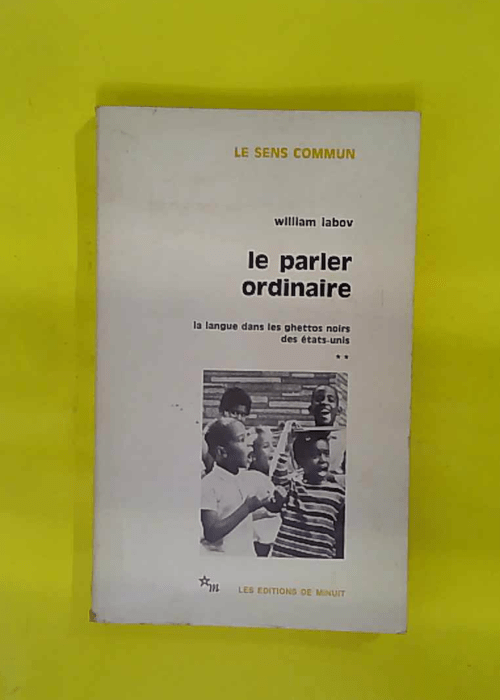 LE SENS COMMUN
william labov
le parler
ordinaire
la langue dans les ghettos noirs
des états-unis
**
m
LES EDITIONS DE MINUIT